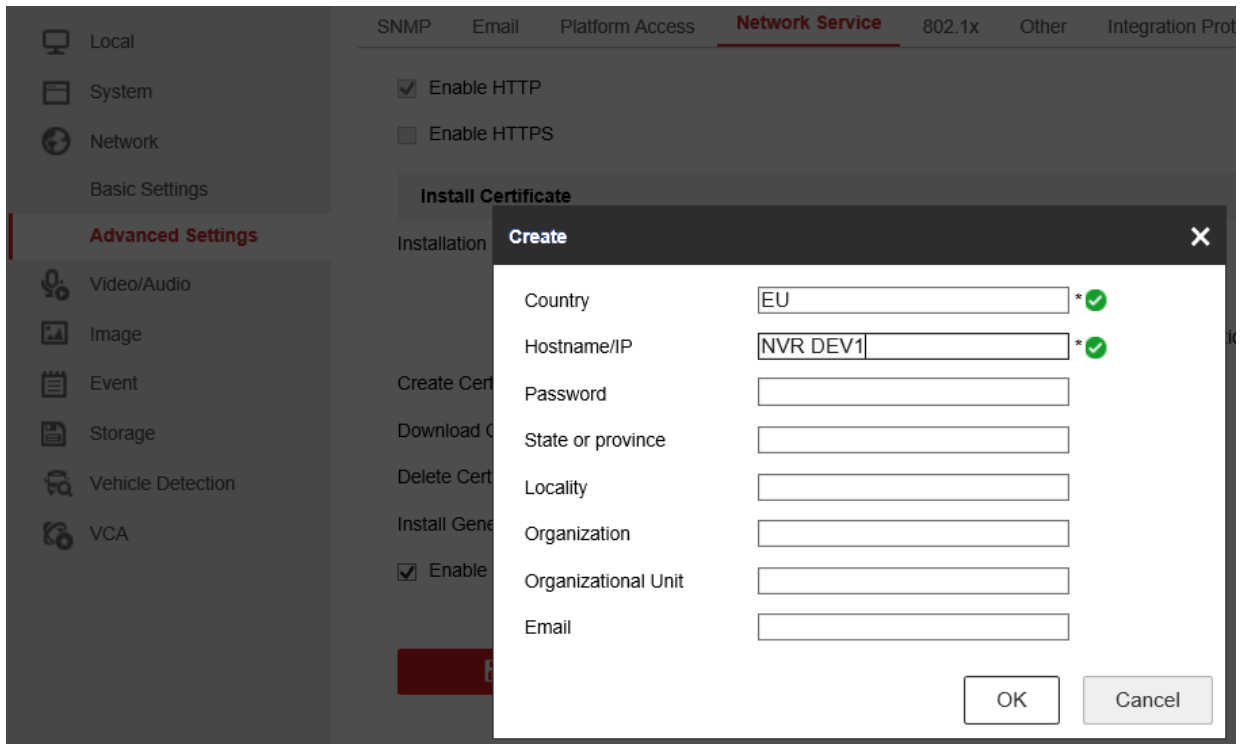 SNMP Email Platform Access Network Service 802.1x Other Integration Prot
Local
Enable HTTP
System
Enable HTTPS
Network
Basic Settings
Install Certificate
Advanced Settings
Installation
Create
Video/Audio
Country EU *
Image
Hostname/IP NVR DEV1 *
Event
Create Cert
Password
Storage
Download C
State or province
Vehicle Detection
Delete Cert
Locality
VCA
Install Gene
Organization
Enable
Organizational Unit
Email
OK Cancel